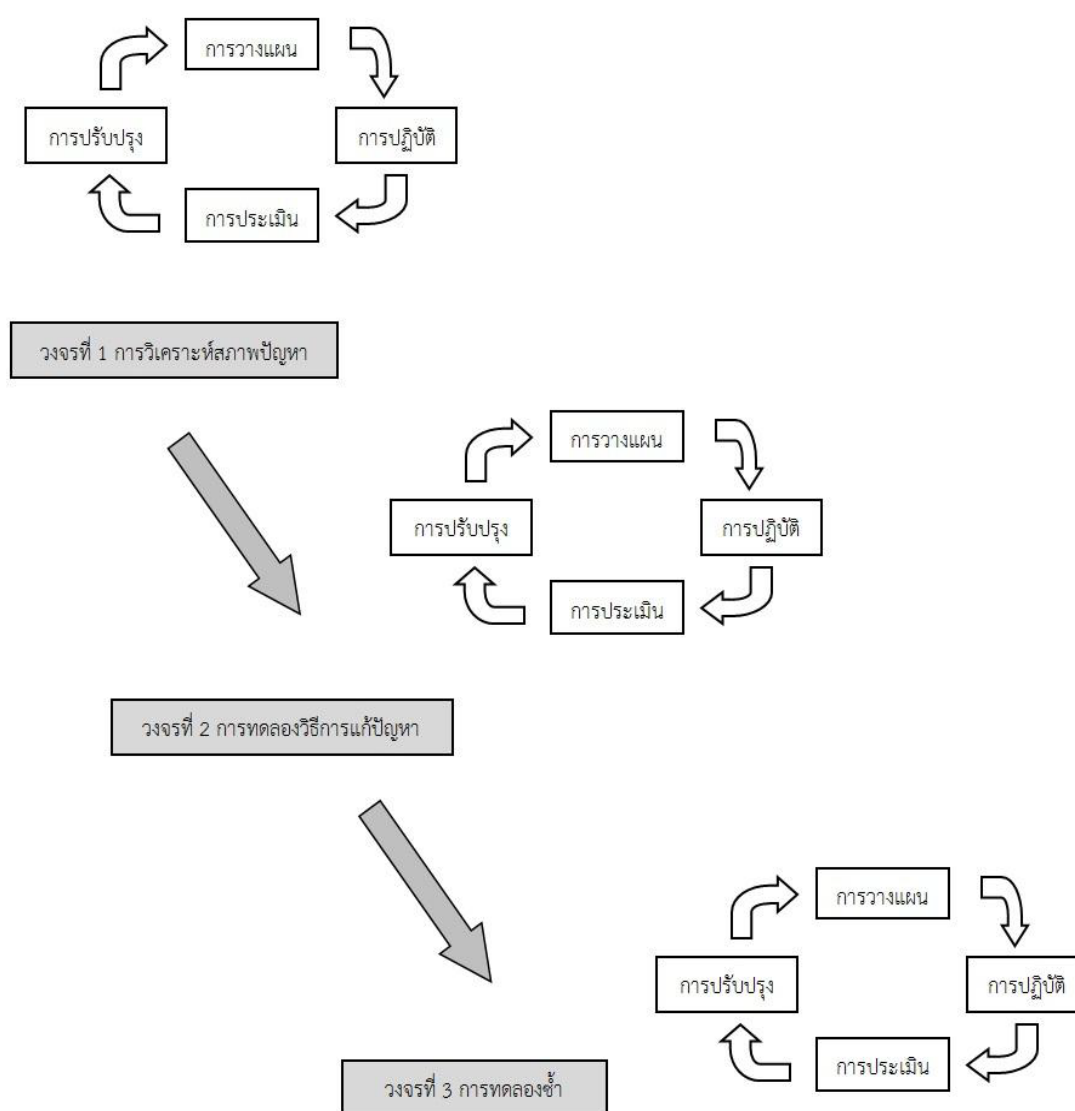 การวางแผน
การปรับปรุง
การปฏิบัติ
การประเมิน
วงจรที่ 1 การวิเคราะห์สภาพปัญหา
การวางแผน
การปรับปรุง
การปฏิบัติ
การประเมิน
วงจรที่ 2 การทดลองวิธีการแก้ปัญหา
การวางแผน
การปรับปรุง
การปฏิบัติ
การประเมิน
วงจรที่ 3 การทดลองซ้ำ